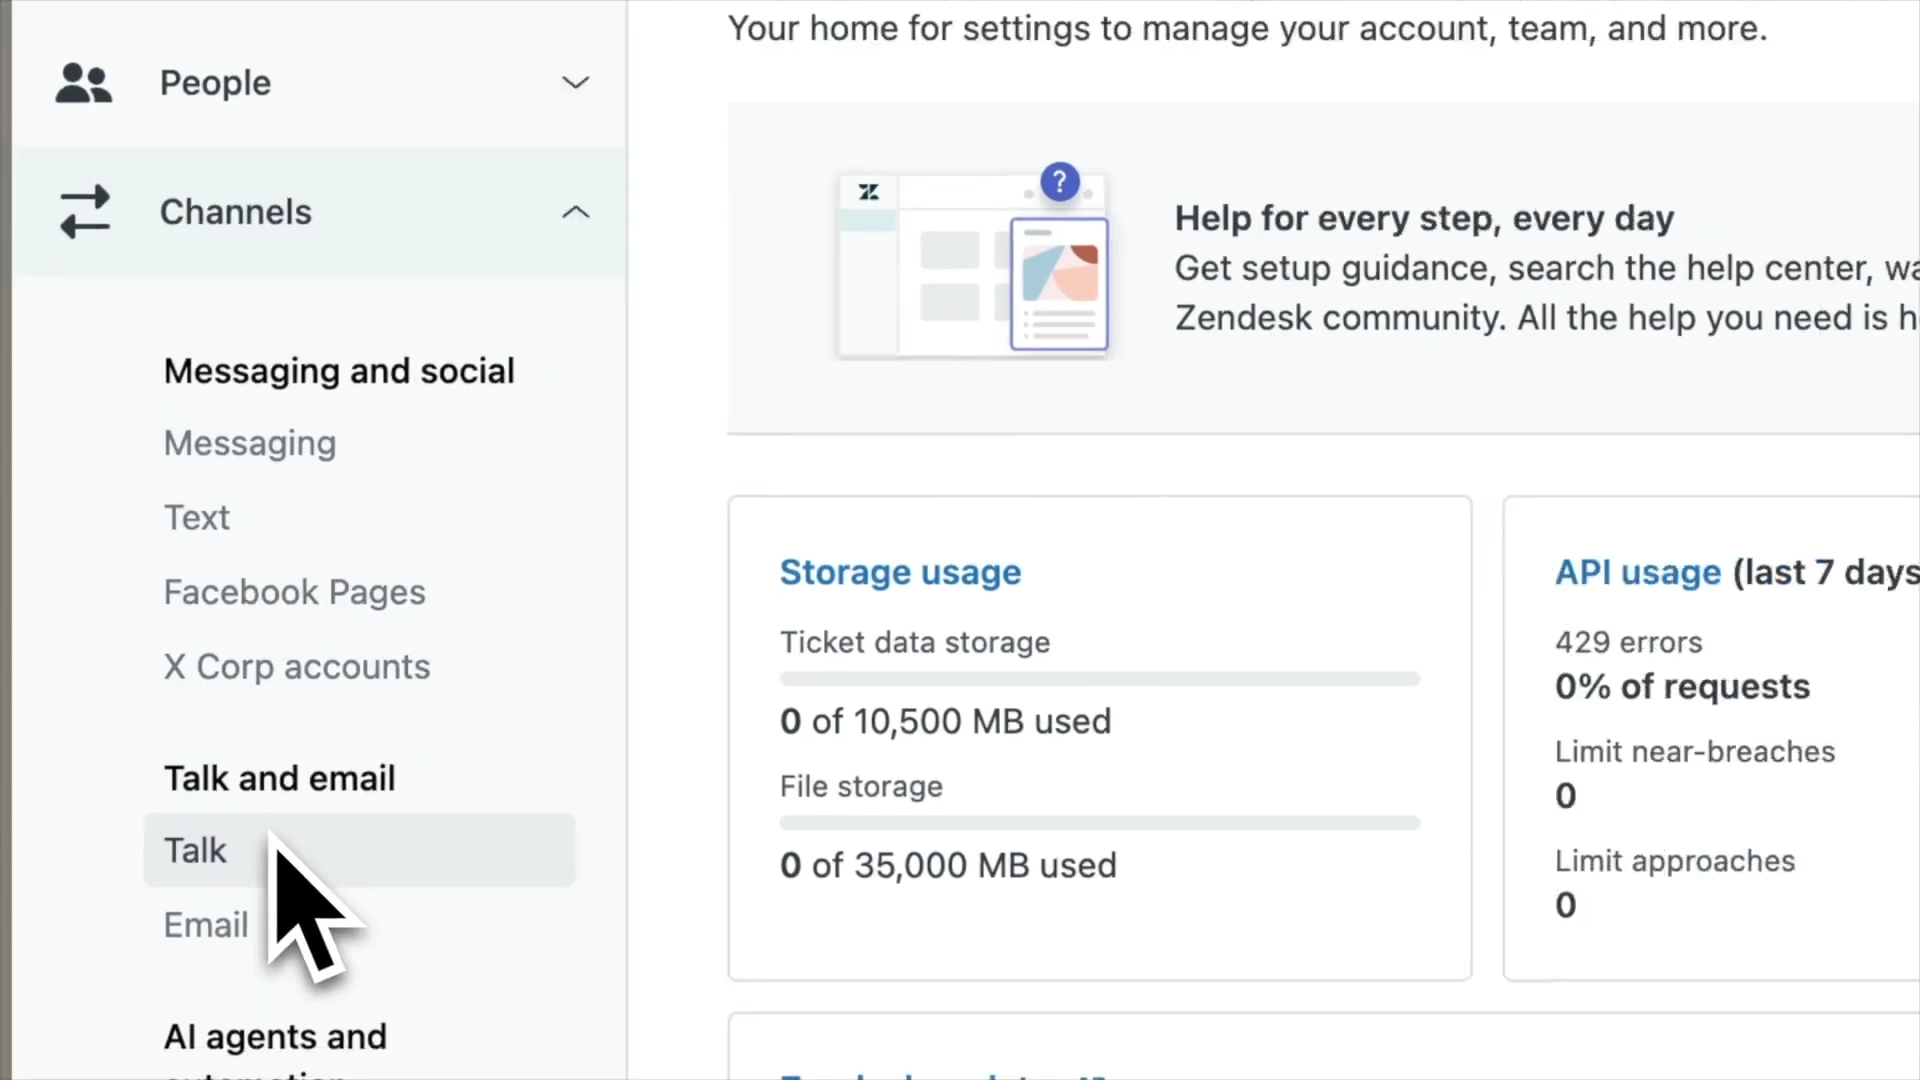 Your home for settings to manage your account, team, and more.
People
Channels
Messaging and social
Messaging
Text
Facebook Pages
X Corp accounts
Talk and email
Talk
Email
AI agents and
automation
?
Help for every step, every day
Get setup guidance, search the help center, wa
Zendesk community. All the help you need is h
Storage usage
Ticket data storage
0 of 10,500 MB used
File storage
0 of 35,000 MB used
API usage (last 7 days
429 errors
0% of requests
Limit near-breaches
0
Limit approaches
0